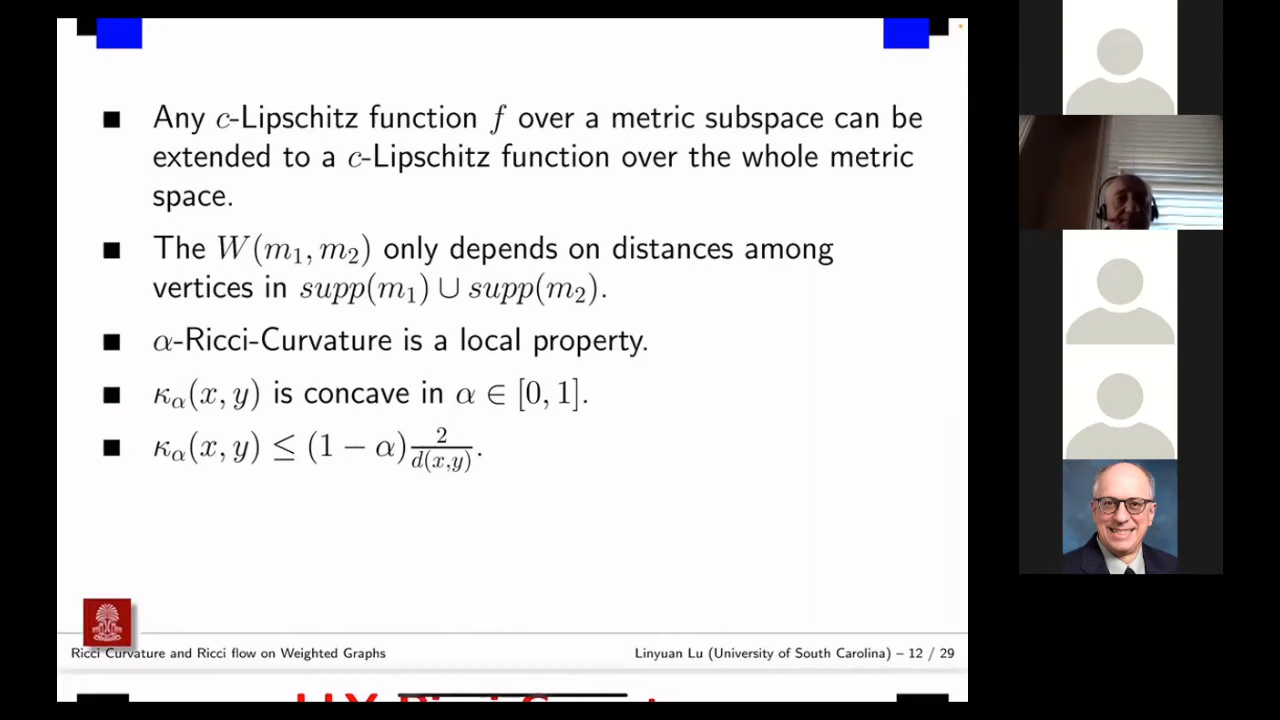 Any c-Lipschitz function f over a metric subspace can be
extended to a c-Lipschitz function over the whole metric
space.
The W(m₁, m₂) only depends on distances among
vertices in supp(m₁) ∪ supp(m₂).
α-Ricci-Curvature is a local property.
κ_α(x, y) is concave in α ∈ [0, 1].
κ_α(x, y) ≤ (1 − α) 2/d(x,y).
Ricci Curvature and Ricci flow on Weighted Graphs
Linyuan Lu (University of South Carolina) – 12 / 29